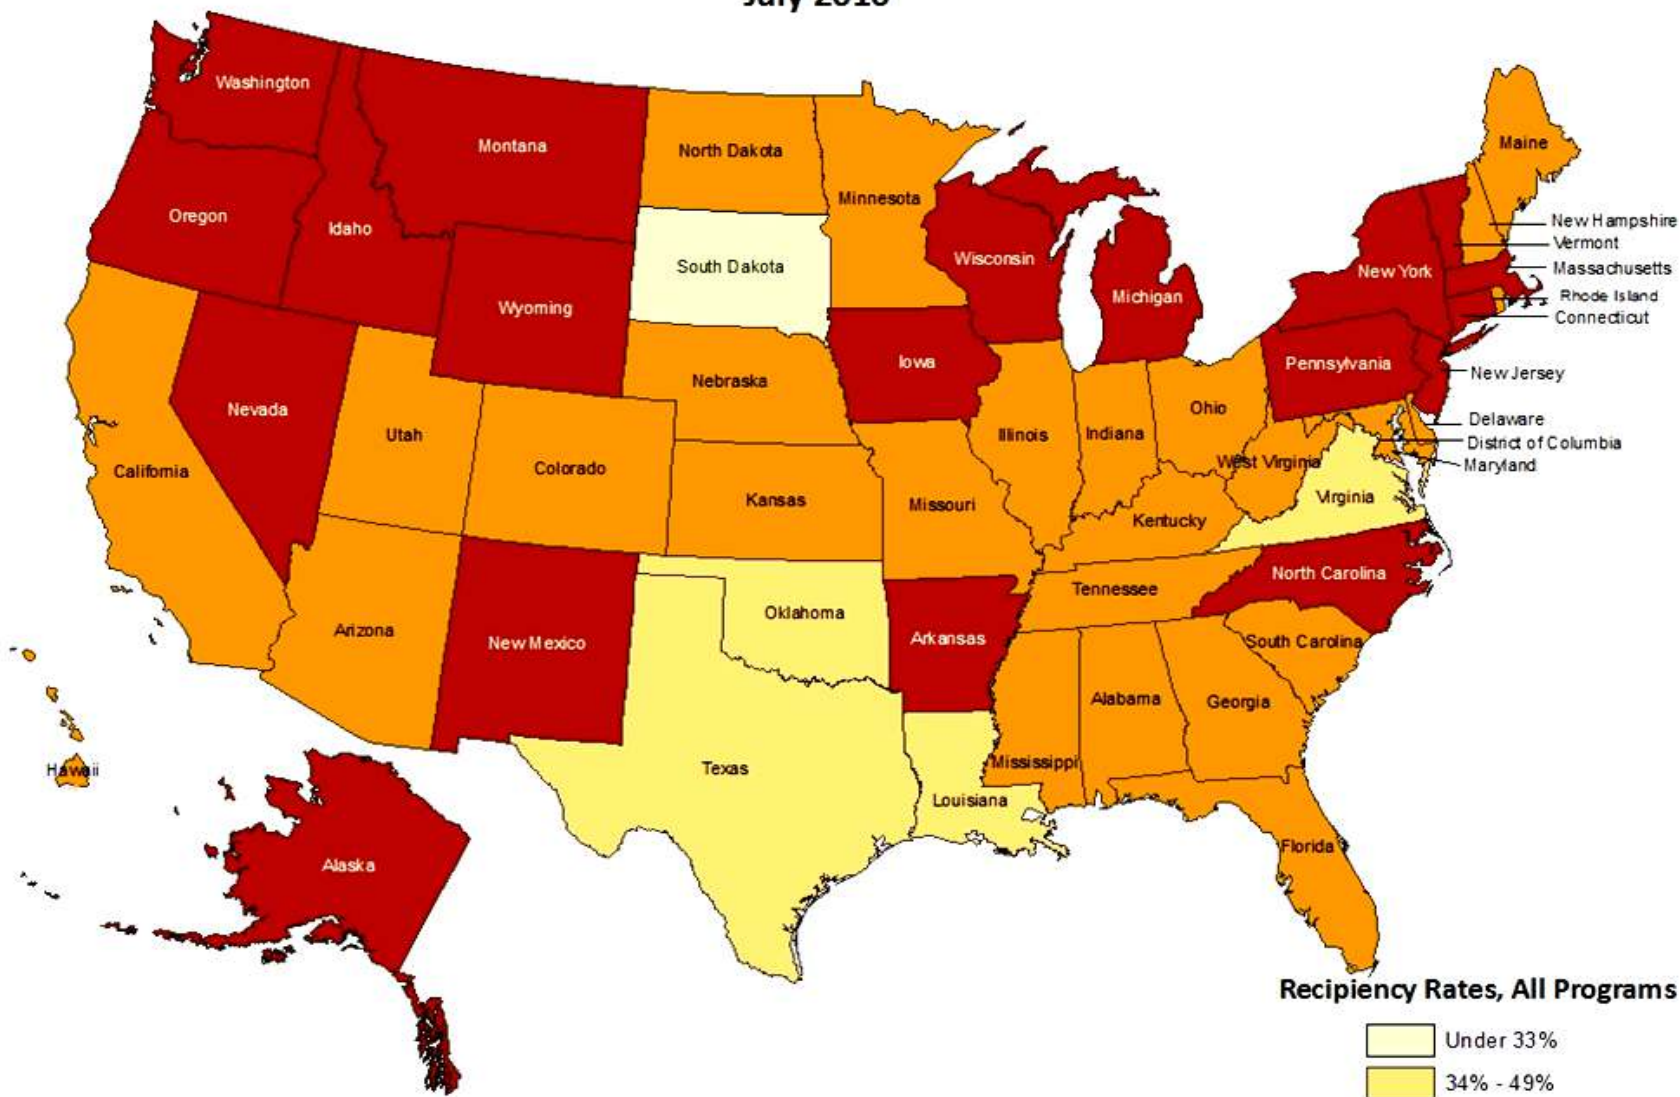 July 2010
Washington
Montana
North Dakota
Minnesota
Maine
Oregon
Idaho
South Dakota
Wisconsin
Michigan
New York
New Hampshire
Vermont
Massachusetts
Rhode Island
Connecticut
Wyoming
Nebraska
Iowa
Pennsylvania
New Jersey
Nevada
Utah
Colorado
California
Kansas
Missouri
Illinois
Indiana
Ohio
West Virginia
Delaware
District of Columbia
Maryland
Virginia
Kentucky
Arizona
New Mexico
Oklahoma
Arkansas
Tennessee
North Carolina
South Carolina
Hawaii
Alaska
Texas
Louisiana
Mississippi
Alabama
Georgia
Florida
Recipiency Rates, All Programs
Under 33%
34% - 49%